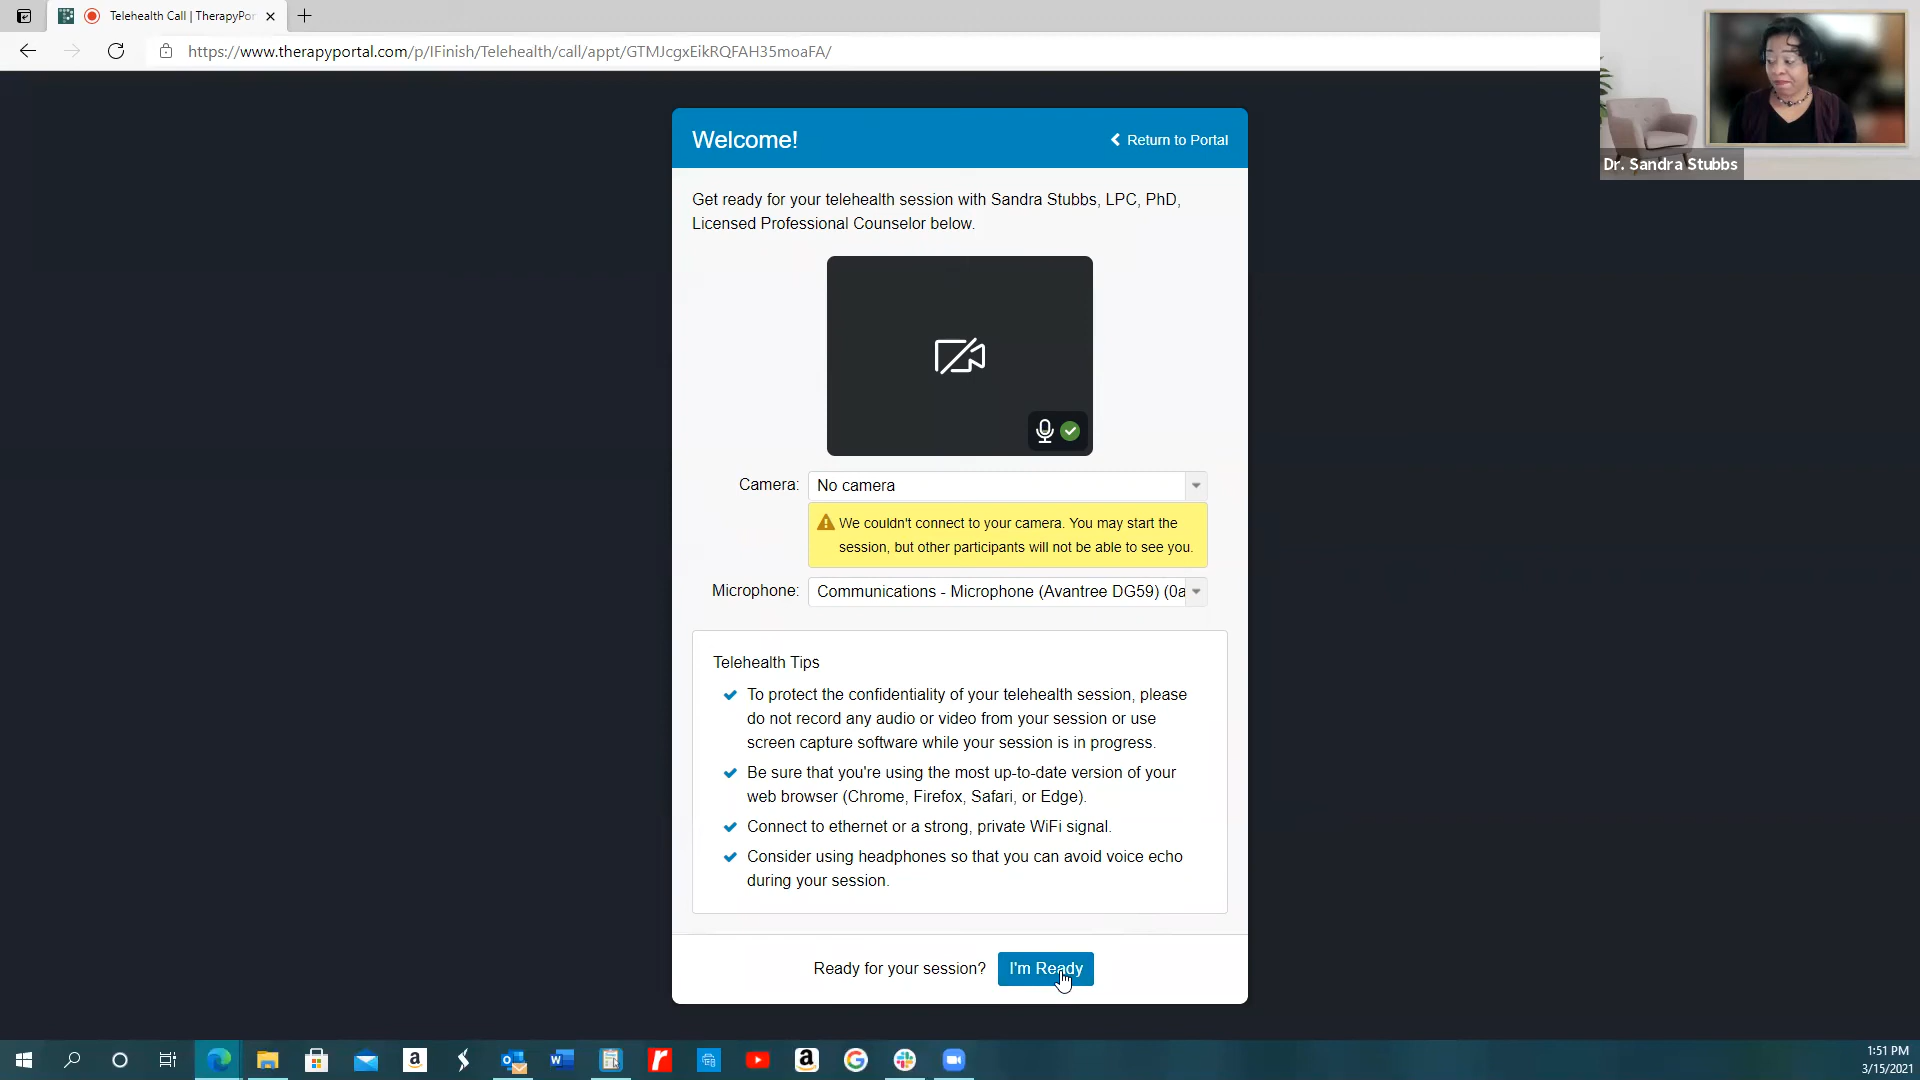 Telehealth Call | TherapyPor
https://www.therapyportal.com/p/IFinish/Telehealth/call/appt/GTMJcgxEikRQFAH35moaFA/
Dr. Sandra Stubbs
Welcome!
Return to Portal
Get ready for your telehealth session with Sandra Stubbs, LPC, PhD,
Licensed Professional Counselor below.
Camera:
No camera
We couldn't connect to your camera. You may start the
session, but other participants will not be able to see you.
Microphone:
Communications - Microphone (Avantree DG59) (0a
Telehealth Tips
To protect the confidentiality of your telehealth session, please
do not record any audio or video from your session or use
screen capture software while your session is in progress.
Be sure that you're using the most up-to-date version of your
web browser (Chrome, Firefox, Safari, or Edge).
Connect to ethernet or a strong, private WiFi signal.
Consider using headphones so that you can avoid voice echo
during your session.
Ready for your session?
I'm Ready
1:51 PM
3/15/2021